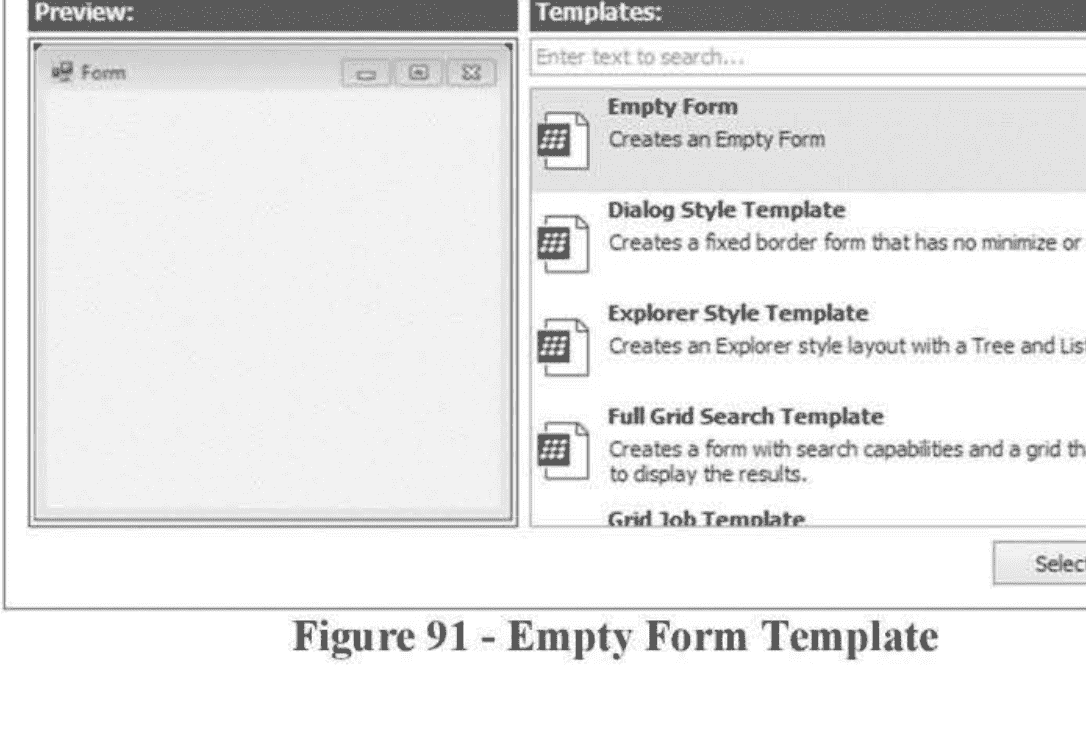 Preview:
Templates:
Form
Enter text to search...
Empty Form
Creates an Empty Form
Dialog Style Template
Creates a fixed border form that has no minimize or
Explorer Style Template
Creates an Explorer style layout with a Tree and List
Full Grid Search Template
Creates a form with search capabilities and a grid th
to display the results.
Grid Job Template
Select
Figure 91 - Empty Form Template